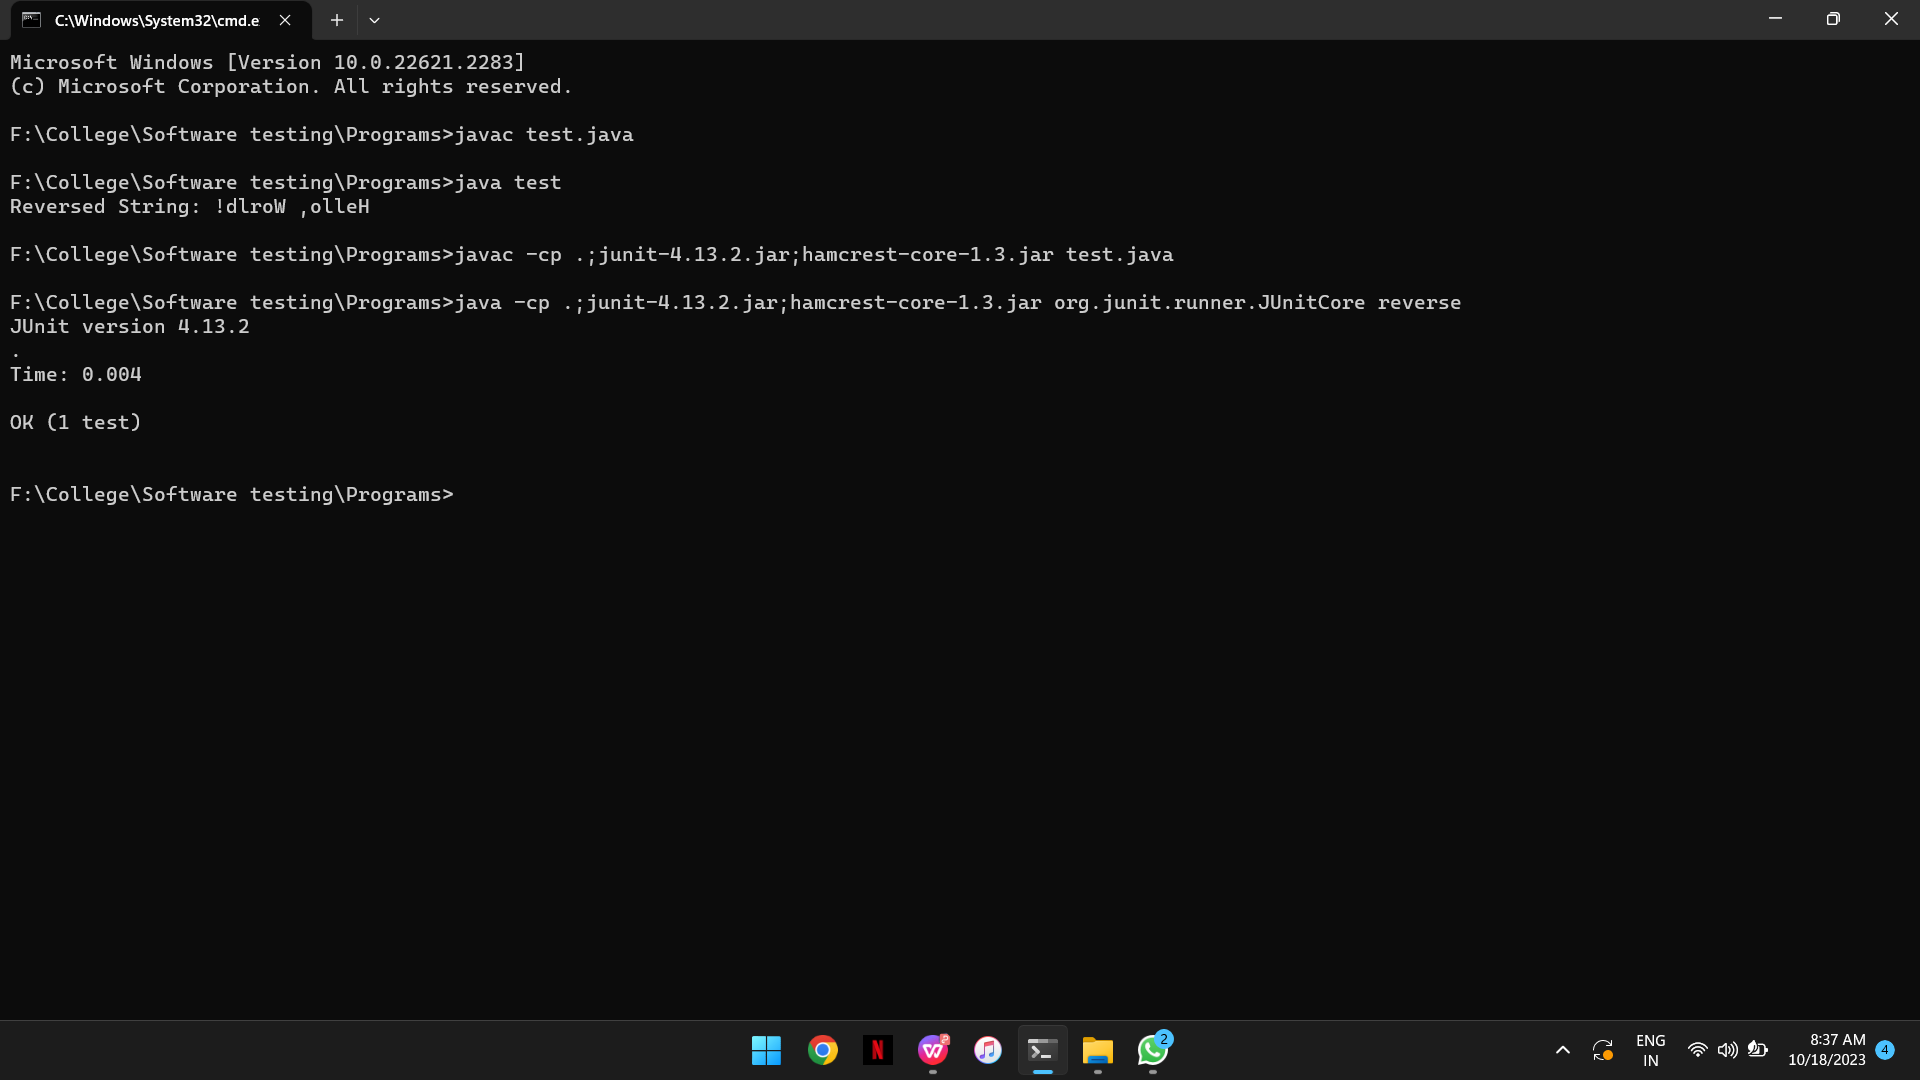 C:\Windows\System32\cmd.e
Microsoft Windows [Version 10.0.22621.2283]
(c) Microsoft Corporation. All rights reserved.
F:\College\Software testing\Programs>javac test.java
F:\College\Software testing\Programs>java test
Reversed String: !dlroW ,olleH
F:\College\Software testing\Programs>javac -cp .;junit-4.13.2.jar;hamcrest-core-1.3.jar test.java
F:\College\Software testing\Programs>java -cp .;junit-4.13.2.jar;hamcrest-core-1.3.jar org.junit.runner.JUnitCore reverse
JUnit version 4.13.2
.
Time: 0.004
OK (1 test)
F:\College\Software testing\Programs>
N
W
2
ENG
IN
8:37 AM
10/18/2023
4